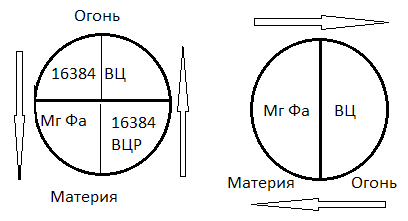 Огонь
16384 ВЦ
Мг Фа 16384
ВЦР
Материя
Мг Фа ВЦ
Материя Огонь